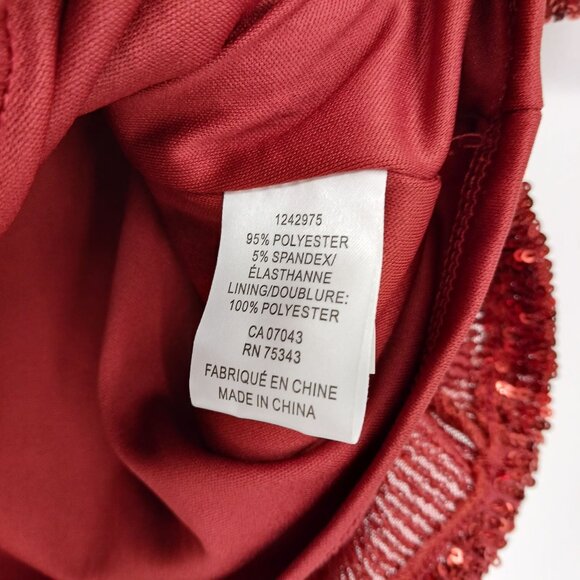 1242975
95% POLYESTER
5% SPANDEX/
ÉLASTHANNE
LINING/DOUBLURE:
100% POLYESTER
CA 07043
RN 75343
FABRIQUÉ EN CHINE
MADE IN CHINA